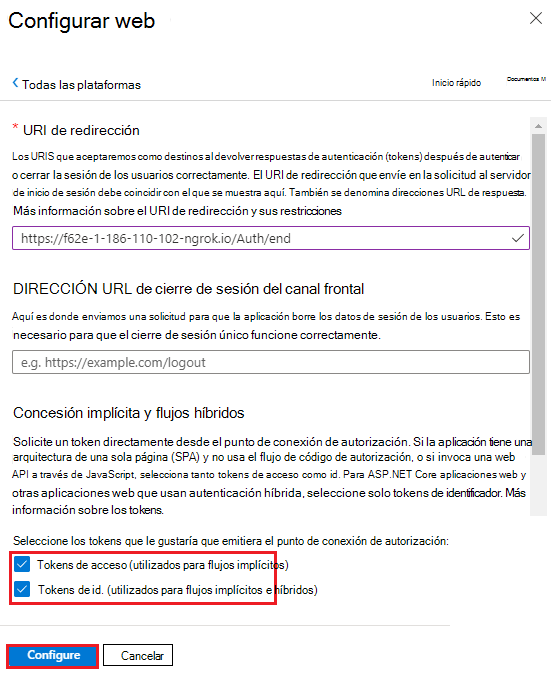 Configurar web
Todas las plataformas
Inicio rápido
Documentos M
* URI de redirección
Los URIS que aceptaremos como destinos al devolver respuestas de autenticación (tokens) después de autenticar
o cerrar la sesión de los usuarios correctamente. El URI de redirección que envíe en la solicitud al servidor
de inicio de sesión debe coincidir con el que se muestra aquí. También se denomina direcciones URL de respuesta.
Más información sobre el URI de redirección y sus restricciones
https://f62e-1-186-110-102-ngrok.io/Auth/end
DIRECCIÓN URL de cierre de sesión del canal frontal
Aquí es donde enviamos una solicitud para que la aplicación borre los datos de sesión de los usuarios. Esto es
necesario para que el cierre de sesión único funcione correctamente.
e.g. https://example.com/logout
Concesión implícita y flujos híbridos
Solicite un token directamente desde el punto de conexión de autorización. Si la aplicación tiene una
arquitectura de una sola página (SPA) y no usa el flujo de código de autorización, o si invoca una web
API a través de JavaScript, selecciona tanto tokens de acceso como id. Para ASP.NET Core aplicaciones web y
otras aplicaciones web que usan autenticación híbrida, seleccione solo tokens de identificador. Más
información sobre los tokens.
Seleccione los tokens que le gustaría que emitiera el punto de conexión de autorización:
Tokens de acceso (utilizados para flujos implícitos)
Tokens de id. (utilizados para flujos implícitos e híbridos)
Configure
Cancelar